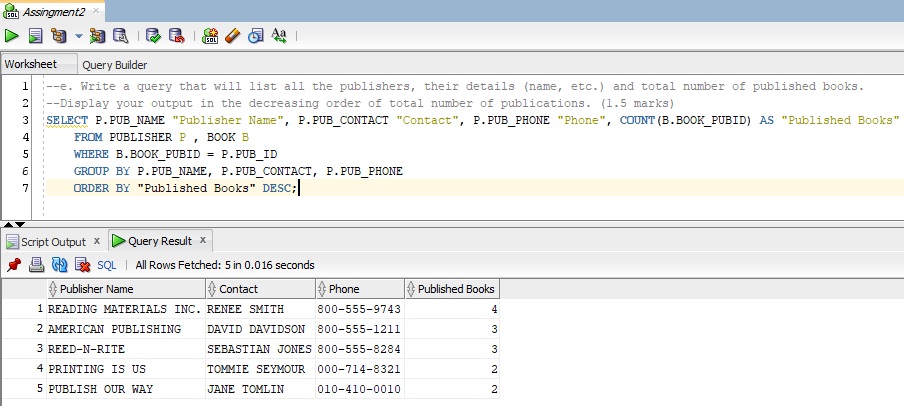 Assingment2
Worksheet Query Builder
1 --e. Write a query that will list all the publishers, their details (name, etc.) and total number of published books.
2 --Display your output in the decreasing order of total number of publications. (1.5 marks)
3 SELECT P.PUB_NAME "Publisher Name", P.PUB_CONTACT "Contact", P.PUB_PHONE "Phone", COUNT(B.BOOK_PUBID) AS "Published Books"
4 FROM PUBLISHER P , BOOK B
5 WHERE B.BOOK_PUBID = P.PUB_ID
6 GROUP BY P.PUB_NAME, P.PUB_CONTACT, P.PUB_PHONE
7 ORDER BY "Published Books" DESC;
Script Output x Query Result x
SQL | All Rows Fetched: 5 in 0.016 seconds
Publisher Name Contact Phone Published Books
1 READING MATERIALS INC. RENEE SMITH 800-555-9743 4
2 AMERICAN PUBLISHING DAVID DAVIDSON 800-555-1211 3
3 REED-N-RITE SEBASTIAN JONES 800-555-8284 3
4 PRINTING IS US TOMMIE SEYMOUR 000-714-8321 2
5 PUBLISH OUR WAY JANE TOMLIN 010-410-0010 2